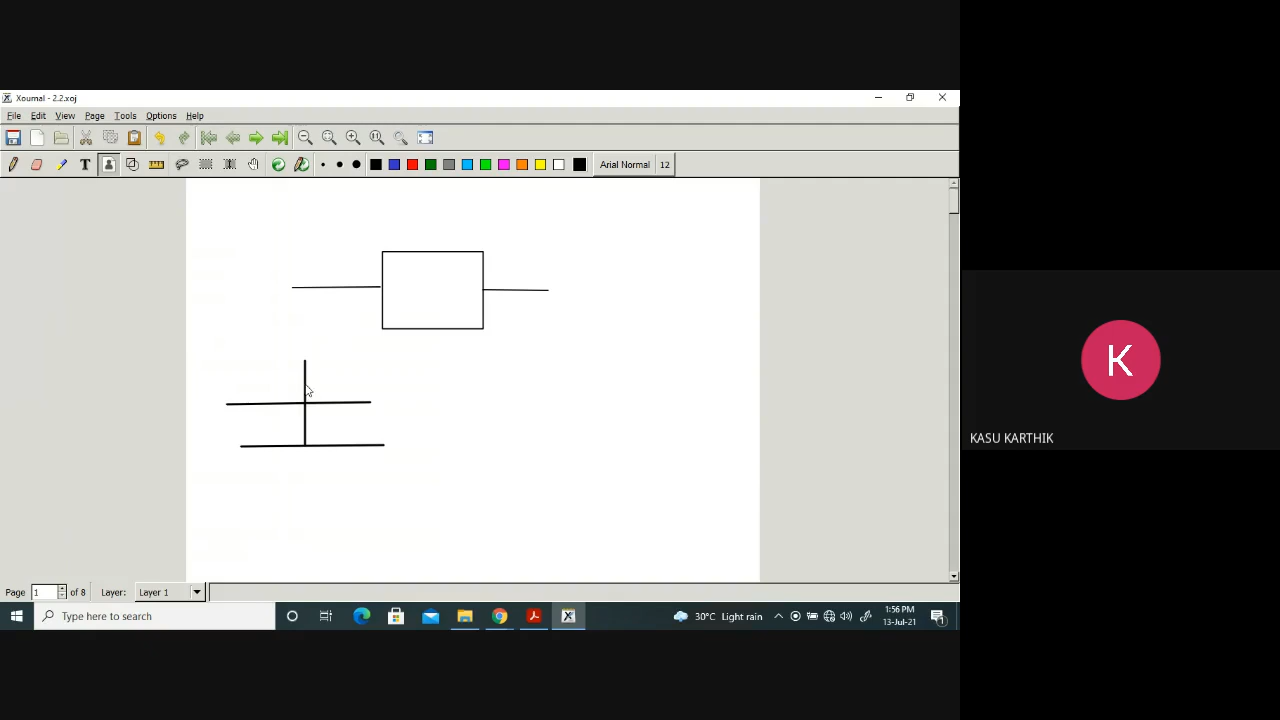 Xournal - 2.2.xoj
File Edit View Page Tools Options Help
T Arial Normal 12
K
KASU KARTHIK
Page 1 of 8 Layer: Layer 1
Type here to search 30°C Light rain 1:56 PM
13-Jul-21 1